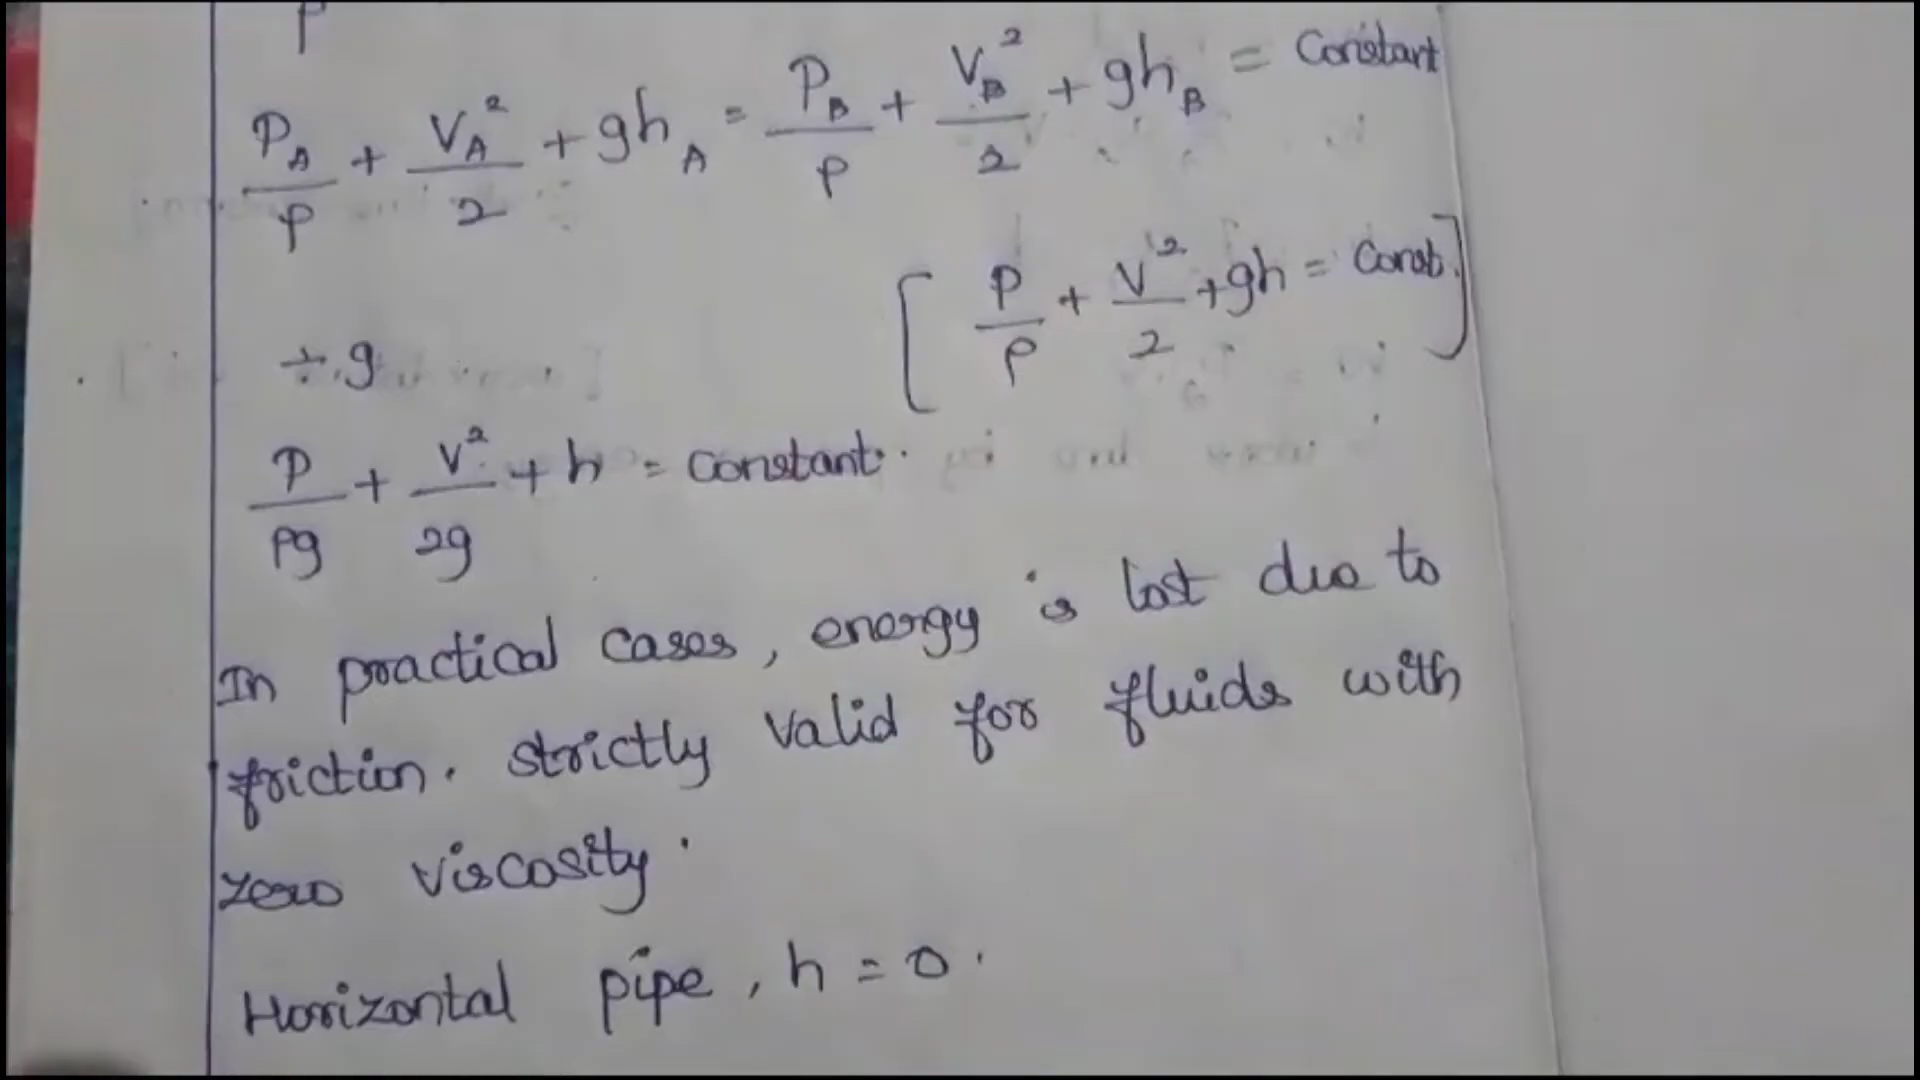 ρ
P_A/ρ + V_A²/2 + gh_A = P_B/ρ + V_B²/2 + gh_B = Constant
[P/ρ + V²/2 + gh = Const.]
÷ g
P/ρg + V²/2g + h = Constant.
In practical cases, energy is lost due to
friction. strictly valid for fluids with
zero viscosity.
Horizontal pipe, h = 0.